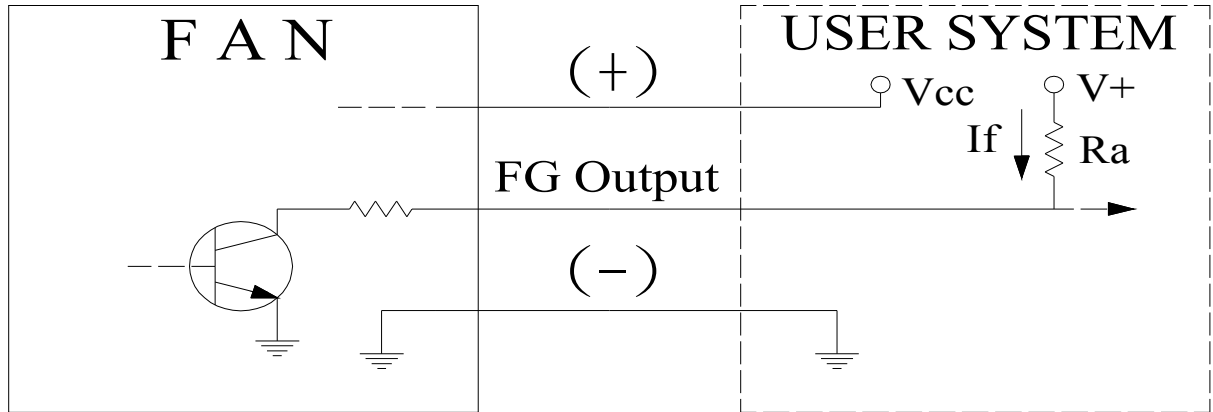 F A N
USER SYSTEM
(+)
Vcc
V+
If
Ra
FG Output
(-)